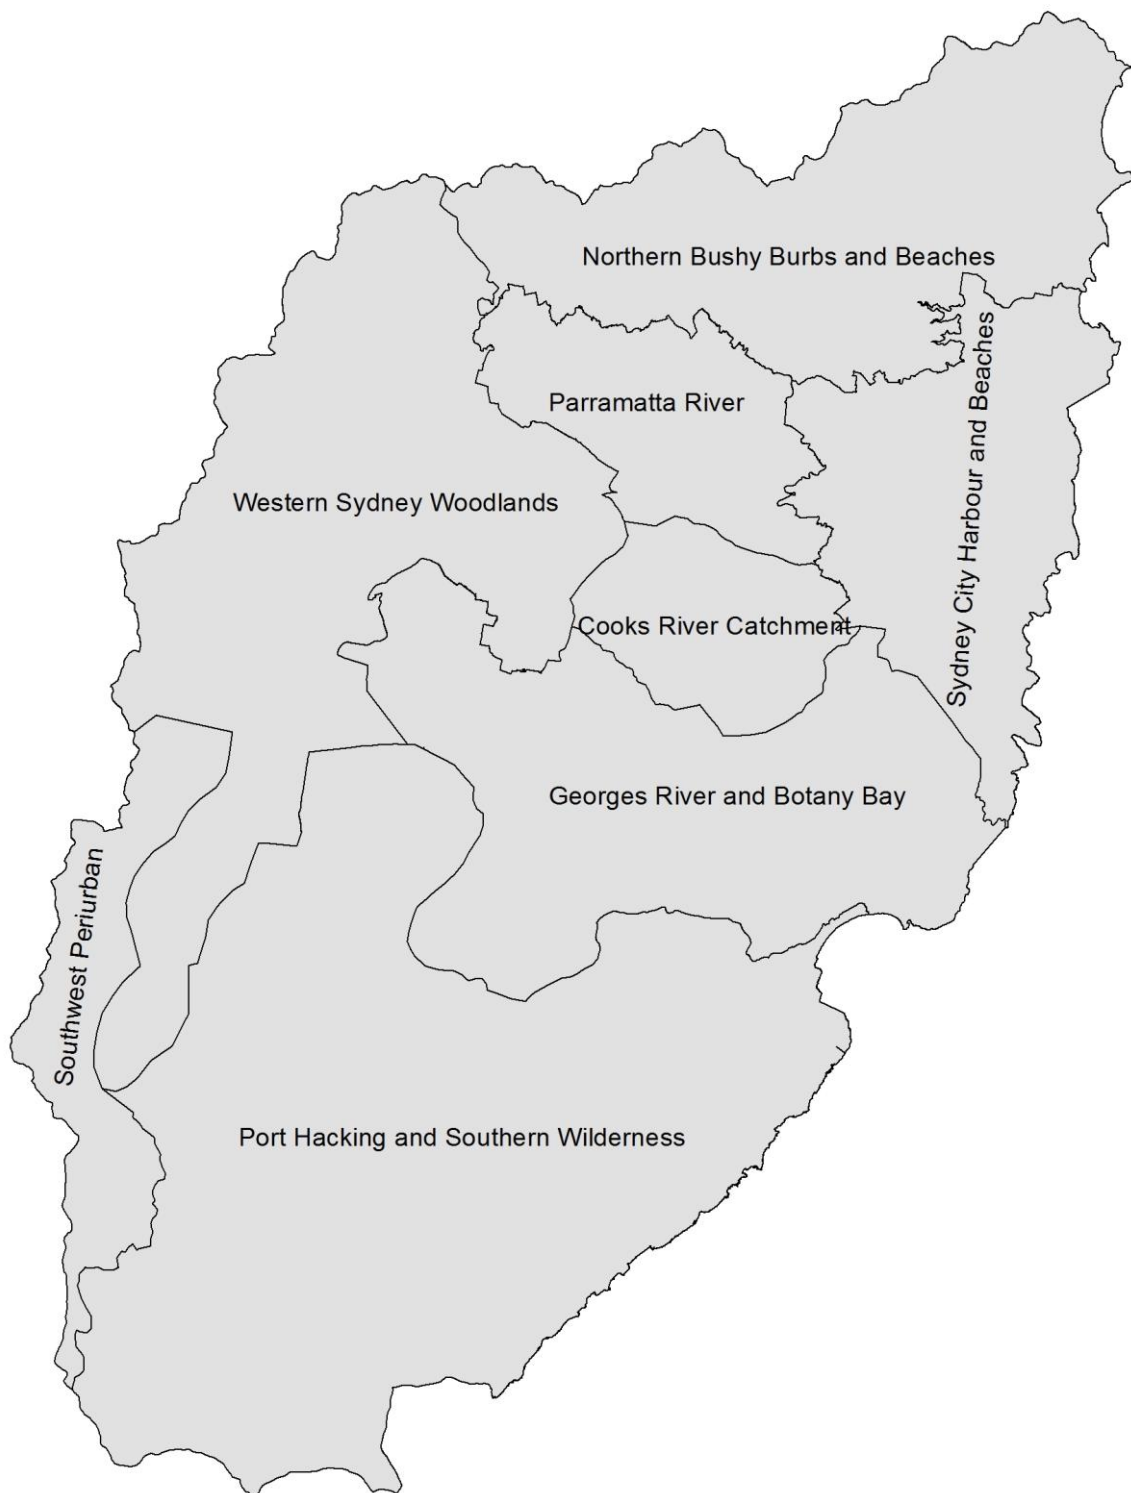 Northern Bushy Burbs and Beaches
Parramatta River
Sydney City Harbour and Beaches
Western Sydney Woodlands
Cooks River Catchment
Georges River and Botany Bay
Southwest Periurban
Port Hacking and Southern Wilderness